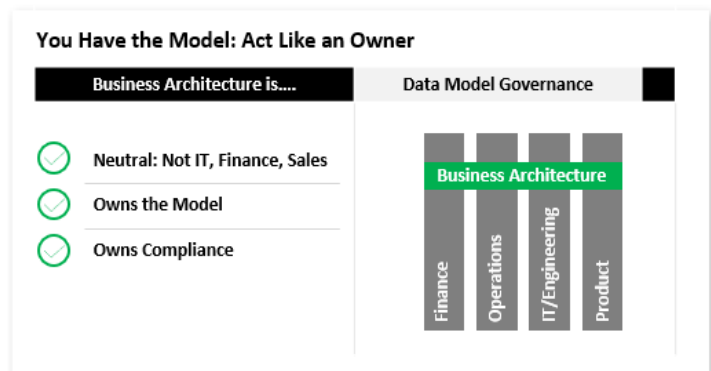 You Have the Model: Act Like an Owner
Business Architecture is....
Data Model Governance
Neutral: Not IT, Finance, Sales
Owns the Model
Owns Compliance
Business Architecture
Finance
Operations
IT/Engineering
Product